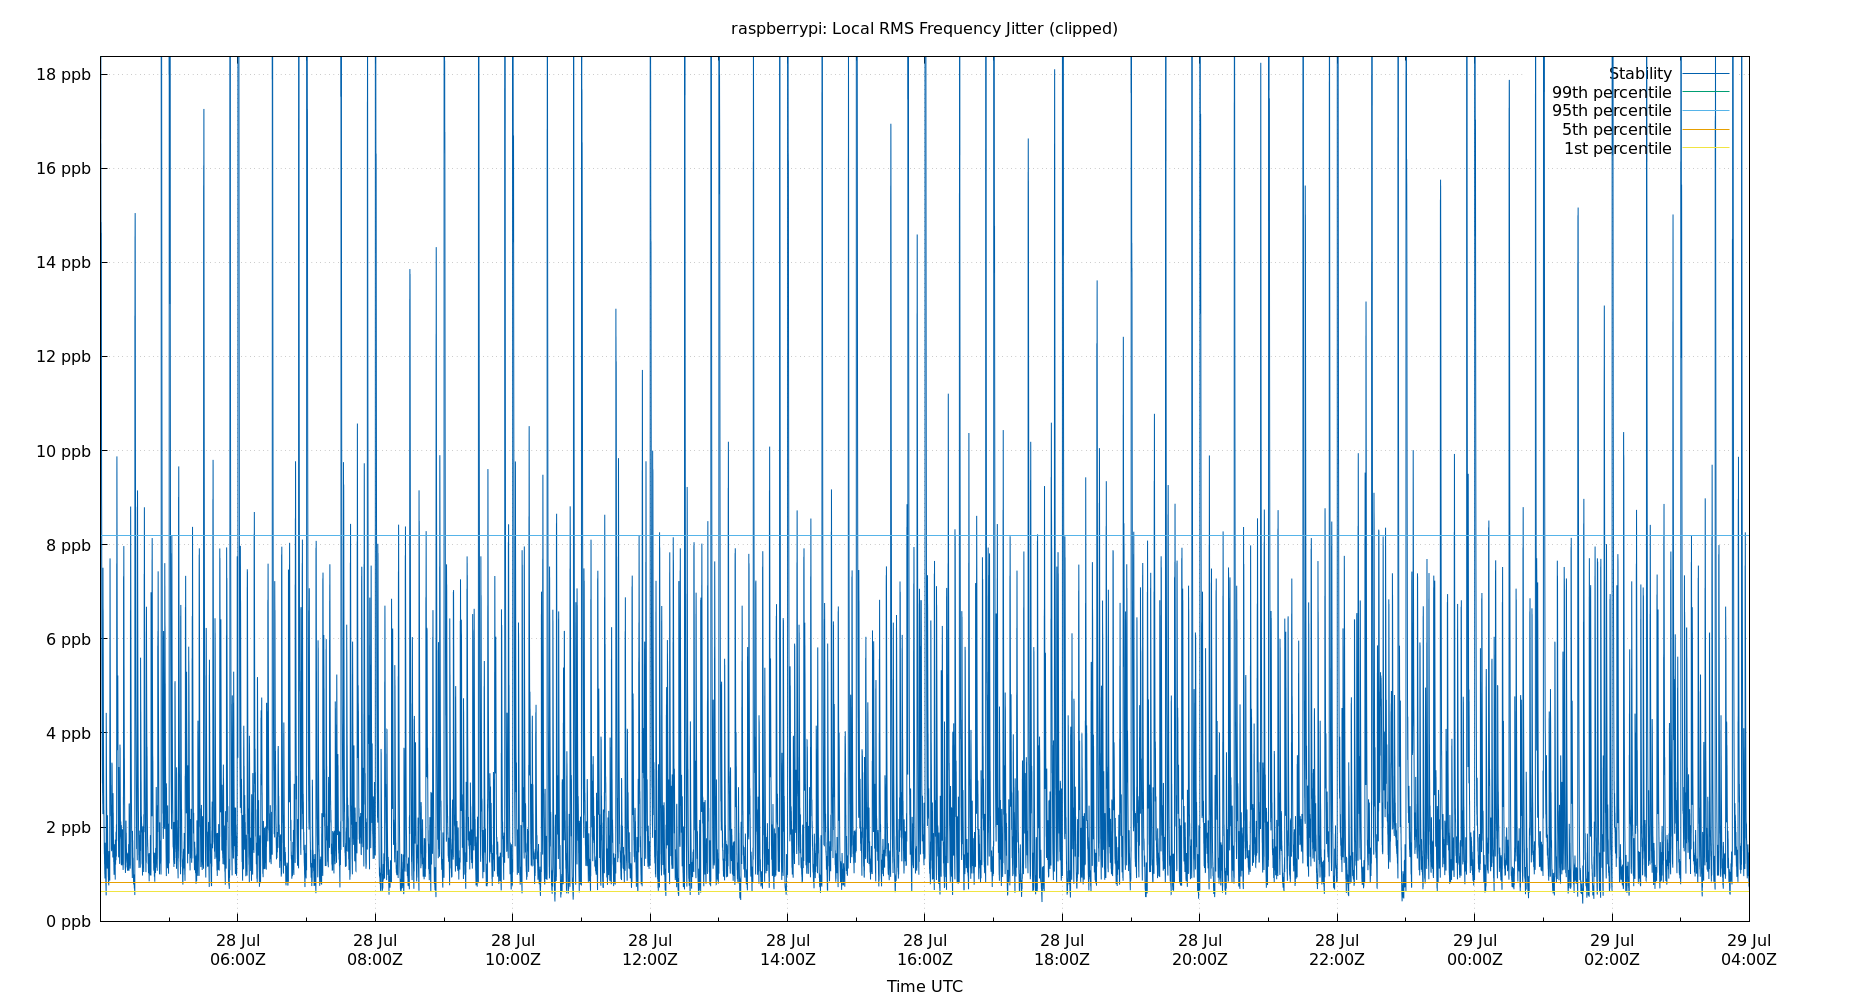 raspberrypi: Local RMS Frequency Jitter (clipped)
18 ppb
16 ppb
14 ppb
12 ppb
10 ppb
8 ppb
6 ppb
4 ppb
2 ppb
0 ppb
Stability
99th percentile
95th percentile
5th percentile
1st percentile
28 Jul 28 Jul 28 Jul 28 Jul 28 Jul 28 Jul 28 Jul 28 Jul 28 Jul 29 Jul 29 Jul 29 Jul
06:00Z 08:00Z 10:00Z 12:00Z 14:00Z 16:00Z 18:00Z 20:00Z 22:00Z 00:00Z 02:00Z 04:00Z
Time UTC